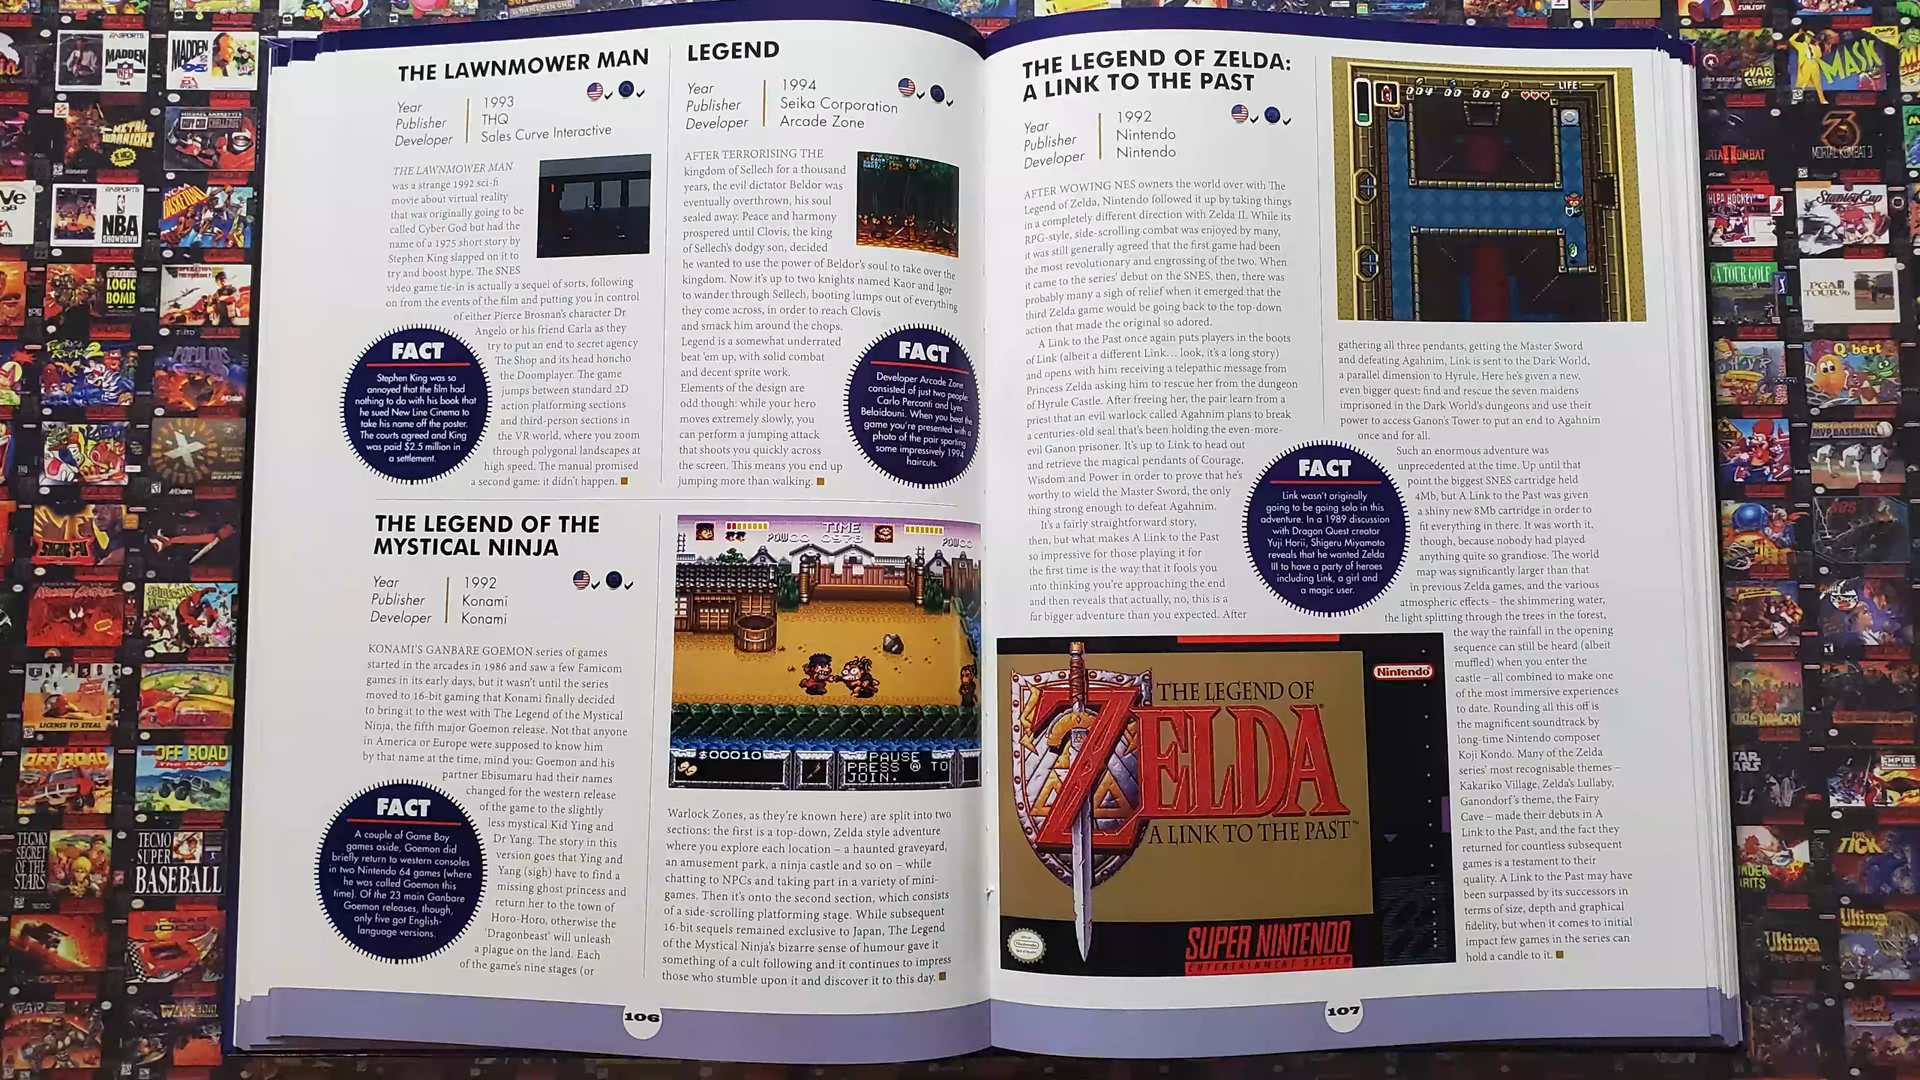 THE LAWNMOWER MAN
Year
Publisher
Developer
1993
THQ
Sales Curve Interactive
THE LAWNMOWER MAN
was a strange 1992 sci-fi
movie about virtual reality
that was originally going to be
called Cyber God but had the
name of a 1975 short story by
Stephen King slapped on it to
try and boost hype. The SNES
video game tie-in is actually a sequel of sorts, following
on from the events of the film and putting you in control
of either Pierce Brosnan's character Dr
Angelo or his friend Carla as they
try to put an end to secret agency
The Shop and its head honcho
the Doomplayer. The game
jumps between standard 2D
action platforming sections
and third-person sections in
the VR world, where you zoom
through polygonal landscapes at
high speed. The manual promised
a second game: it didn't happen.
FACT
Stephen King was so
annoyed that the film had
nothing to do with his book that
he sued New Line Cinema to
take his name off the poster.
The courts agreed and King
was paid $2.5 million in
a settlement.
LEGEND
Year
Publisher
Developer
1994
Seika Corporation
Arcade Zone
AFTER TERRORISING THE
kingdom of Sellech for a thousand
years, the evil dictator Beldor was
eventually overthrown, his soul
sealed away. Peace and harmony
prospered until Clovis, the king
of Sellech's dodgy son, decided
he wanted to use the power of Beldor's soul to take over the
kingdom. Now it's up to two knights named Kaor and Igor
to wander through Sellech, booting lumps out of everything
they come across, in order to reach Clovis
and smack him around the chops.
Legend is a somewhat underrated
beat 'em up, with solid combat
and decent sprite work.
Elements of the design are
odd though: while your hero
moves extremely slowly, you
can perform a jumping attack
that shoots you quickly across
the screen. This means you end up
jumping more than walking.
FACT
Developer Arcade Zone
consisted of just two people:
Carlo Perconti and Lyes
Belaidouni. When you beat the
game you're presented with a
photo of the pair sporting
some impressively 1994
haircuts.
THE LEGEND OF THE
MYSTICAL NINJA
Year
Publisher
Developer
1992
Konami
Konami
KONAMI'S GANBARE GOEMON series of games
started in the arcades in 1986 and saw a few Famicom
games in its early days, but it wasn't until the series
moved to 16-bit gaming that Konami finally decided
to bring it to the west with The Legend of the Mystical
Ninja, the fifth major Goemon release. Not that anyone
in America or Europe were supposed to know him
by that name at the time, mind you: Goemon and his
partner Ebisumaru had their names
changed for the western release
of the game to the slightly
less mystical Kid Ying and
Dr Yang. The story in this
version goes that Ying and
Yang (sigh) have to find a
missing ghost princess and
return her to the town of
Horo-Horo, otherwise the
'Dragonbeast' will unleash
a plague on the land. Each
of the game's nine stages (or
FACT
A couple of Game Boy
games aside, Goemon did
briefly return to western consoles
in two Nintendo 64 games (where
he was called Goemon this
time). Of the 23 main Ganbare
Goemon releases, though,
only five got English-
language versions.
TIME
0978
$00010
PAUSE
PRESS A TO
JOIN.
Warlock Zones, as they're known here) are split into two
sections: the first is a top-down, Zelda style adventure
where you explore each location – a haunted graveyard,
an amusement park, a ninja castle and so on – while
chatting to NPCs and taking part in a variety of mini-
games. Then it's onto the second section, which consists
of a side-scrolling platforming stage. While subsequent
16-bit sequels remained exclusive to Japan, The Legend
of the Mystical Ninja's bizarre sense of humour gave it
something of a cult following and it continues to impress
those who stumble upon it and discover it to this day.
106
THE LEGEND OF ZELDA:
A LINK TO THE PAST
Year
Publisher
Developer
1992
Nintendo
Nintendo
AFTER WOWING NES owners the world over with The
Legend of Zelda, Nintendo followed it up by taking things
in a completely different direction with Zelda II. While its
RPG-style, side-scrolling combat was enjoyed by many,
it was still generally agreed that the first game had been
the most revolutionary and engrossing of the two. When
it came to the series' debut on the SNES, then, there was
probably many a sigh of relief when it emerged that the
third Zelda game would be going back to the top-down
action that made the original so adored.
A Link to the Past once again puts players in the boots
of Link (albeit a different Link... look, it's a long story)
and opens with him receiving a telepathic message from
Princess Zelda asking him to rescue her from the dungeon
of Hyrule Castle. After freeing her, the pair learn from a
priest that an evil warlock called Agahnim plans to break
a centuries-old seal that's been holding the even-more-
evil Ganon prisoner. It's up to Link to head out
and retrieve the magical pendants of Courage,
Wisdom and Power in order to prove that he's
worthy to wield the Master Sword, the only
thing strong enough to defeat Agahnim.
It's a fairly straightforward story,
then, but what makes A Link to the Past
so impressive for those playing it for
the first time is the way that it fools you
into thinking you're approaching the end
and then reveals that actually, no, this is a
far bigger adventure than you expected. After
LIFE
gathering all three pendants, getting the Master Sword
and defeating Agahnim, Link is sent to the Dark World,
a parallel dimension to Hyrule. Here he's given a new,
even bigger quest: find and rescue the seven maidens
imprisoned in the Dark World's dungeons and use their
power to access Ganon's Tower to put an end to Agahnim
once and for all.
Such an enormous adventure was
unprecedented at the time. Up until that
point the biggest SNES cartridge held
4Mb, but A Link to the Past was given
a shiny new 8Mb cartridge in order to
fit everything in there. It was worth it,
though, because nobody had played
anything quite so grandiose. The world
map was significantly larger than that
in previous Zelda games, and the various
atmospheric effects – the shimmering water,
the light splitting through the trees in the forest,
the way the rainfall in the opening
sequence can still be heard (albeit
muffled) when you enter the
castle – all combined to make one
of the most immersive experiences
to date. Rounding all this off is
the magnificent soundtrack by
long-time Nintendo composer
Koji Kondo. Many of the Zelda
series' most recognisable themes –
Kakariko Village, Zelda's Lullaby,
Ganondorf's theme, the Fairy
Cave – made their debuts in A
Link to the Past, and the fact they
returned for countless subsequent
games is a testament to their
quality. A Link to the Past may have
been surpassed by its successors in
terms of size, depth and graphical
fidelity, but when it comes to initial
impact few games in the series can
hold a candle to it.
FACT
Link wasn't originally
going to be going solo in this
adventure. In a 1989 discussion
with Dragon Quest creator
Yuji Horii, Shigeru Miyamoto
reveals that he wanted Zelda
III to have a party of heroes
including Link, a girl and
a magic user.
Nintendo
THE LEGEND OF
ZELDA
A LINK TO THE PAST™
SUPER NINTENDO
ENTERTAINMENT SYSTEM
107
MADDEN
MADDEN
95
METAL
WARRIORS
NBA
SHOWDOWN
NCAA
BASKETBALL
OPERATION
LOGIC
BOMB
POPULOUS
LICENSE TO STEAL
OFF ROAD
OFF ROAD
TECMO
SECRET
OF THE
STARS
TECMO
SUPER
BASEBALL
WAR
GEMS
MASK
MORTAL KOMBAT 3
NHLPA HOCKEY
Stanley Cup
PGA TOUR GOLF
PGA
TOUR 96
Q*bert
MVP BASEBALL
STAR
WARS
EMPIRE
THE
TICK
Ultima
Ultima